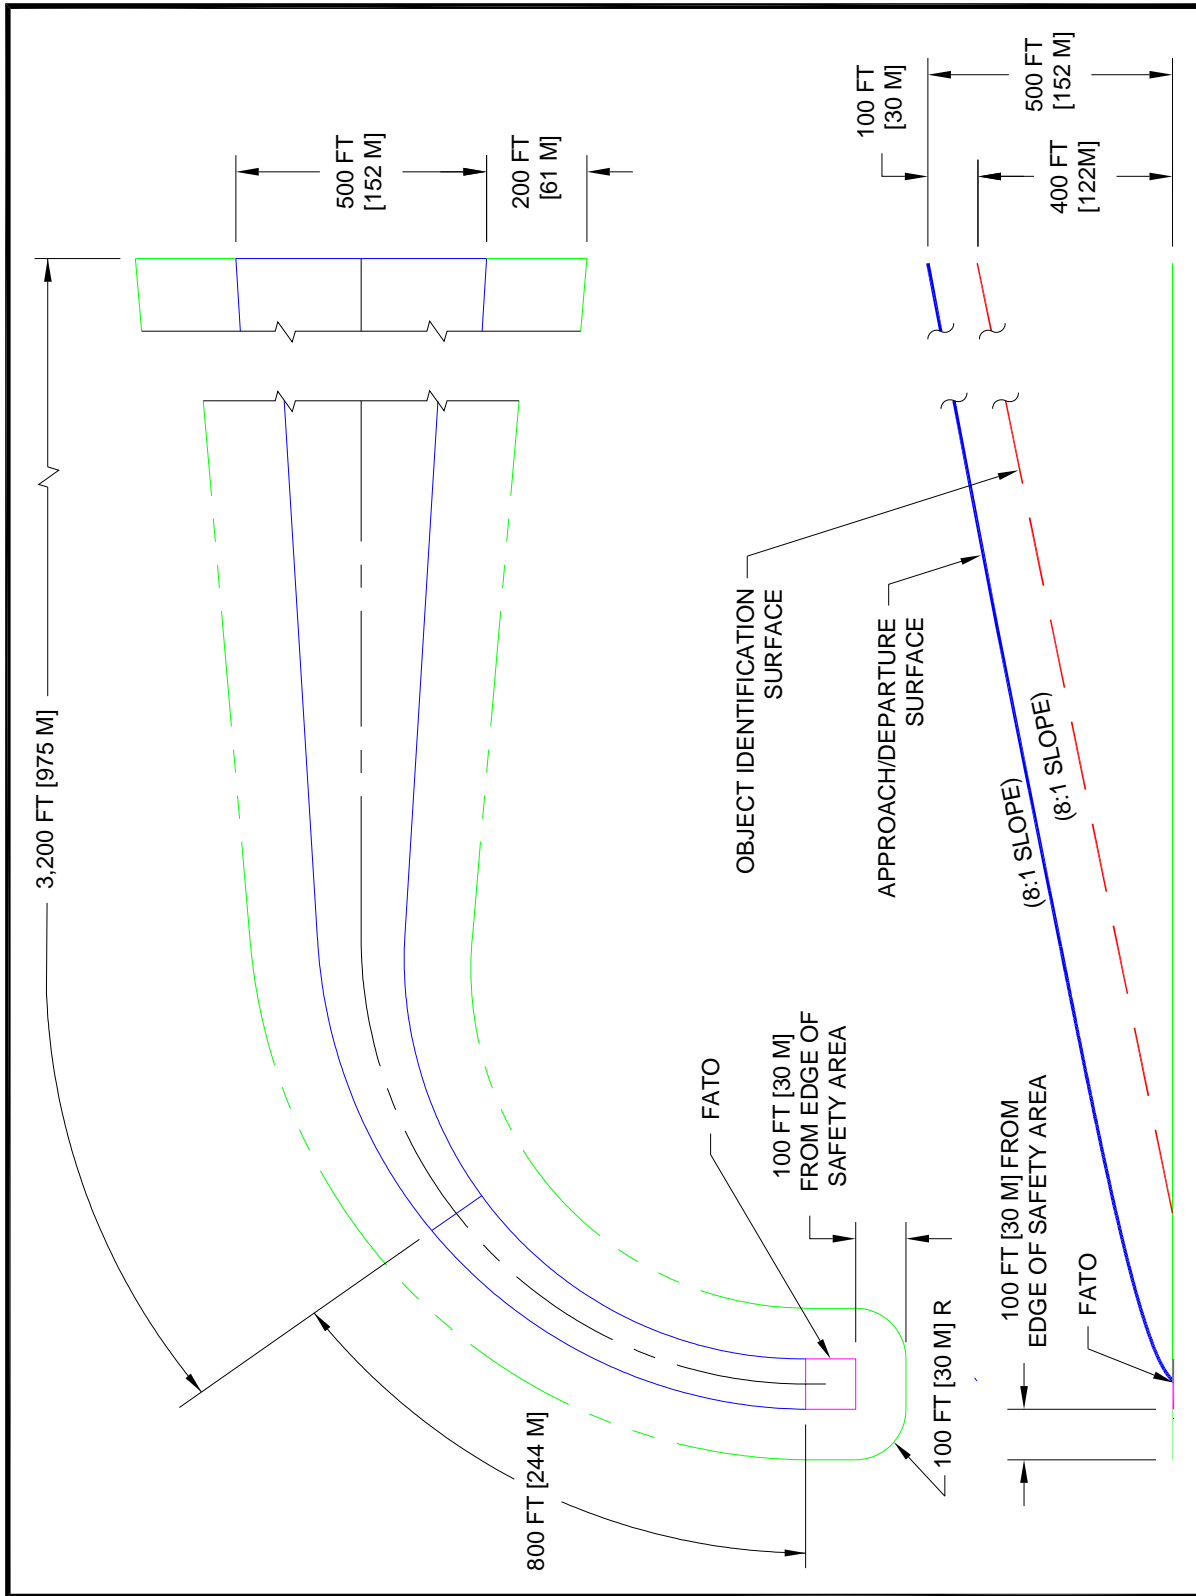 3,200 FT [975 M]
500 FT
[152 M]
200 FT
[61 M]
800 FT [244 M]
FATO
100 FT [30 M]
FROM EDGE OF
SAFETY AREA
100 FT [30 M] R
100 FT
[30 M]
500 FT
[152 M]
400 FT
[122M]
OBJECT IDENTIFICATION
SURFACE
APPROACH/DEPARTURE
SURFACE
(8:1 SLOPE)
(8:1 SLOPE)
100 FT [30 M] FROM
EDGE OF SAFETY AREA
FATO